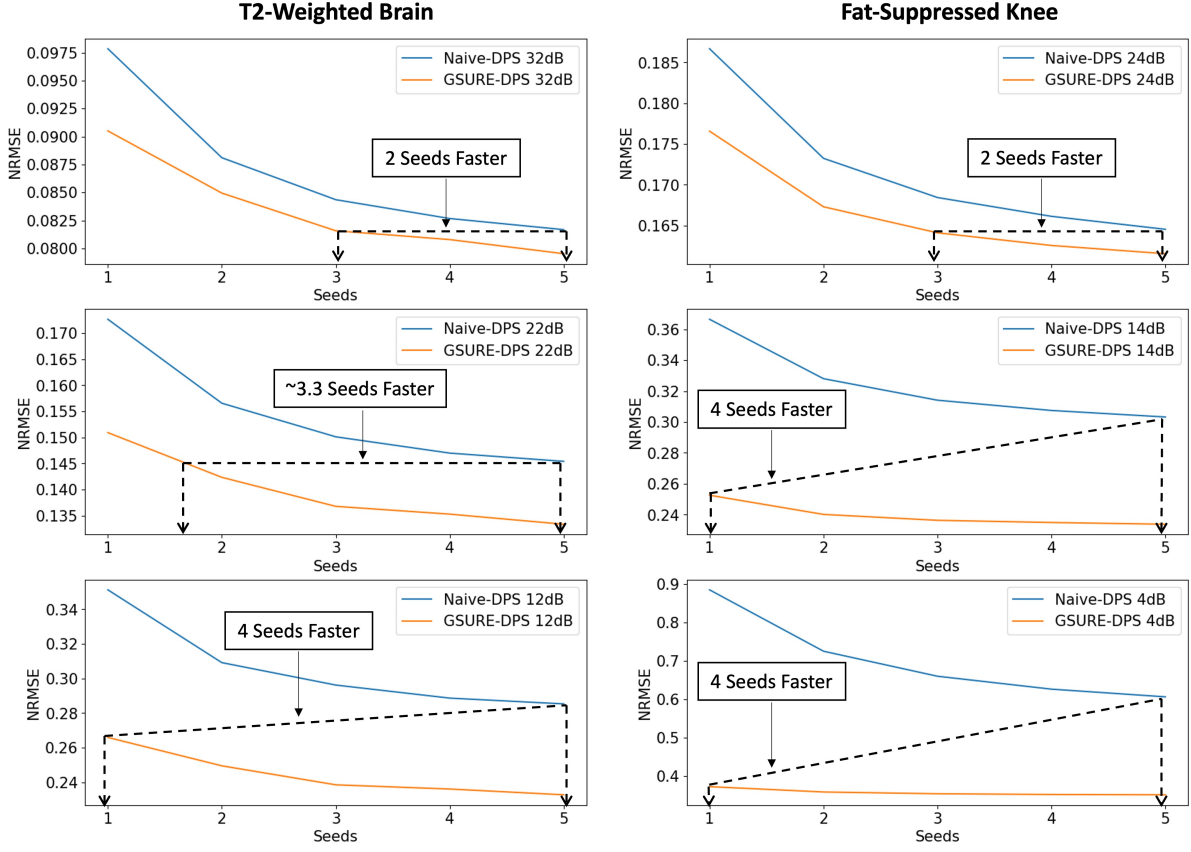 T2-Weighted Brain
Fat-Suppressed Knee
NRMSE
0.0975
0.0950
0.0925
0.0900
0.0875
0.0850
0.0825
0.0800
Naive-DPS 32dB
GSURE-DPS 32dB
2 Seeds Faster
1 2 3 4 5
Seeds
NRMSE
0.185
0.180
0.175
0.170
0.165
Naive-DPS 24dB
GSURE-DPS 24dB
2 Seeds Faster
1 2 3 4 5
Seeds
NRMSE
0.170
0.165
0.160
0.155
0.150
0.145
0.140
0.135
Naive-DPS 22dB
GSURE-DPS 22dB
~3.3 Seeds Faster
1 2 3 4 5
Seeds
NRMSE
0.36
0.34
0.32
0.30
0.28
0.26
0.24
Naive-DPS 14dB
GSURE-DPS 14dB
4 Seeds Faster
1 2 3 4 5
Seeds
NRMSE
0.34
0.32
0.30
0.28
0.26
0.24
Naive-DPS 12dB
GSURE-DPS 12dB
4 Seeds Faster
1 2 3 4 5
Seeds
NRMSE
0.9
0.8
0.7
0.6
0.5
0.4
Naive-DPS 4dB
GSURE-DPS 4dB
4 Seeds Faster
1 2 3 4 5
Seeds